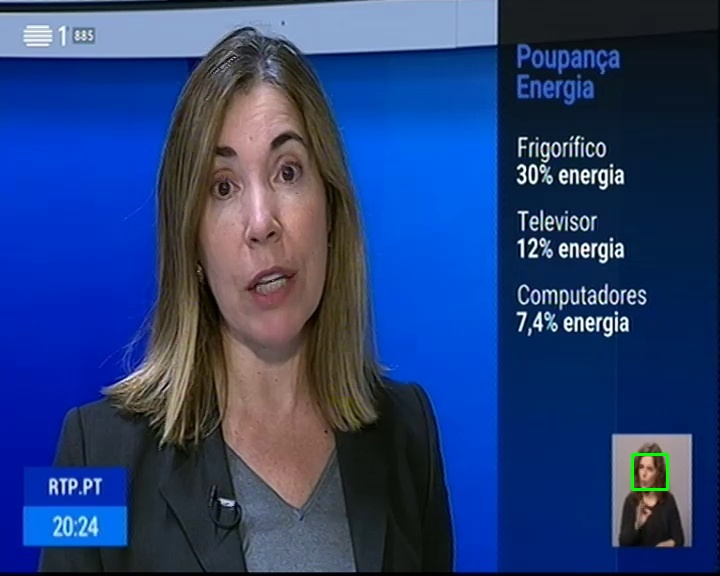 1 885
Poupança
Energia
Frigorífico
30% energia
Televisor
12% energia
Computadores
7,4% energia
RTP.PT
20:24